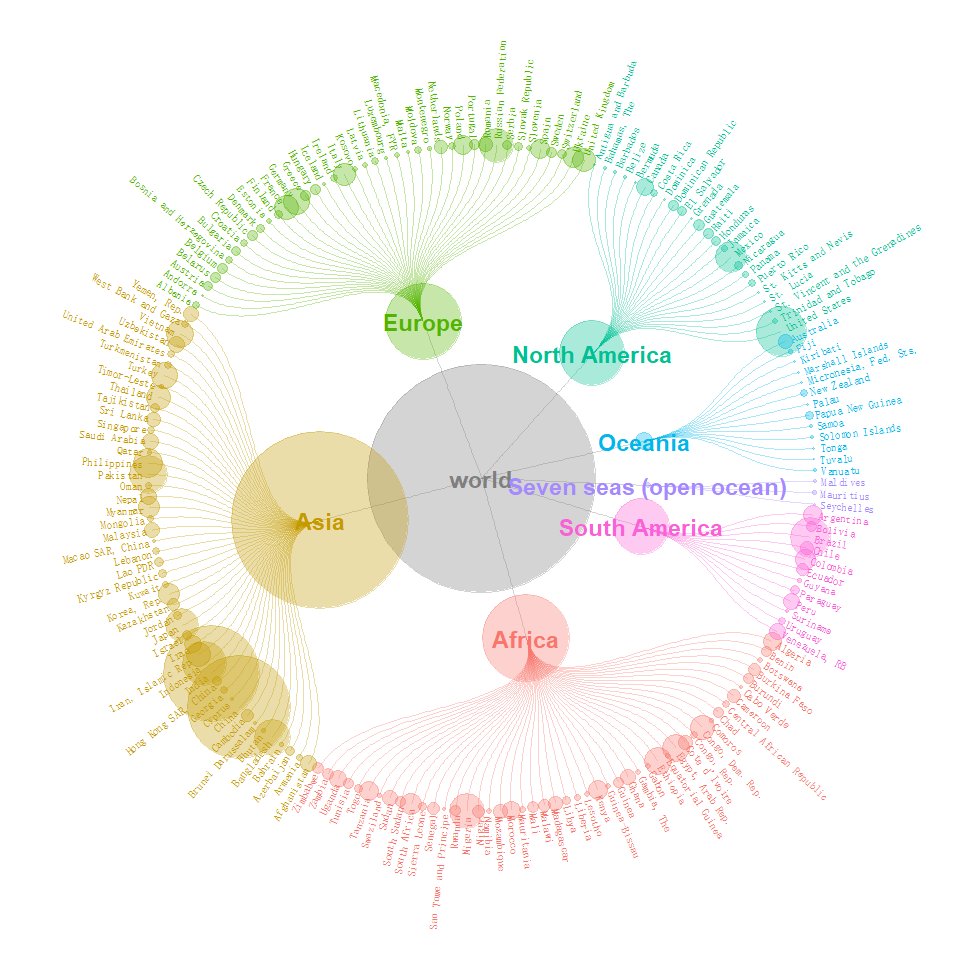 world
Europe
North America
Oceania
Seven seas (open ocean)
South America
Africa
Asia
Albania
Andorra
Austria
Belarus
Belgium
Bosnia and Herzegovina
Bulgaria
Croatia
Czech Republic
Denmark
Estonia
Finland
France
Germany
Greece
Hungary
Iceland
Ireland
Italy
Kosovo
Latvia
Lithuania
Luxembourg
Macedonia, FYR
Malta
Moldova
Montenegro
Netherlands
Norway
Poland
Portugal
Romania
Russian Federation
Serbia
Slovak Republic
Slovenia
Spain
Sweden
Switzerland
Ukraine
United Kingdom
Antigua and Barbuda
Bahamas, The
Barbados
Belize
Bermuda
Canada
Costa Rica
Dominica
Dominican Republic
El Salvador
Grenada
Guatemala
Haiti
Honduras
Jamaica
Mexico
Nicaragua
Panama
Puerto Rico
St. Kitts and Nevis
St. Lucia
St. Vincent and the Grenadines
Trinidad and Tobago
United States
Australia
Fiji
Kiribati
Marshall Islands
Micronesia, Fed. Sts.
New Zealand
Palau
Papua New Guinea
Samoa
Solomon Islands
Tonga
Tuvalu
Vanuatu
Maldives
Mauritius
Seychelles
Argentina
Bolivia
Brazil
Chile
Colombia
Ecuador
Guyana
Paraguay
Peru
Suriname
Uruguay
Venezuela, RB
Algeria
Benin
Botswana
Burkina Faso
Burundi
Cabo Verde
Cameroon
Central African Republic
Chad
Comoros
Congo, Dem. Rep.
Congo, Rep.
Cote d'Ivoire
Egypt, Arab Rep.
Equatorial Guinea
Ethiopia
Gabon
Gambia, The
Ghana
Guinea
Guinea-Bissau
Kenya
Lesotho
Liberia
Libya
Madagascar
Malawi
Mali
Mauritania
Morocco
Mozambique
Namibia
Niger
Nigeria
Rwanda
Sao Tome and Principe
Senegal
Sierra Leone
South Africa
South Sudan
Sudan
Swaziland
Tanzania
Togo
Tunisia
Uganda
Zambia
Zimbabwe
Afghanistan
Armenia
Azerbaijan
Bahrain
Bangladesh
Bhutan
Brunei Darussalam
Cambodia
China
Cyprus
Georgia
Hong Kong SAR, China
India
Indonesia
Iran, Islamic Rep.
Iraq
Israel
Japan
Jordan
Kazakhstan
Korea, Rep.
Kuwait
Kyrgyz Republic
Lao PDR
Lebanon
Macao SAR, China
Malaysia
Mongolia
Myanmar
Nepal
Oman
Pakistan
Philippines
Qatar
Saudi Arabia
Singapore
Sri Lanka
Tajikistan
Thailand
Timor-Leste
Turkey
Turkmenistan
United Arab Emirates
Uzbekistan
Vietnam
West Bank and Gaza
Yemen, Rep.